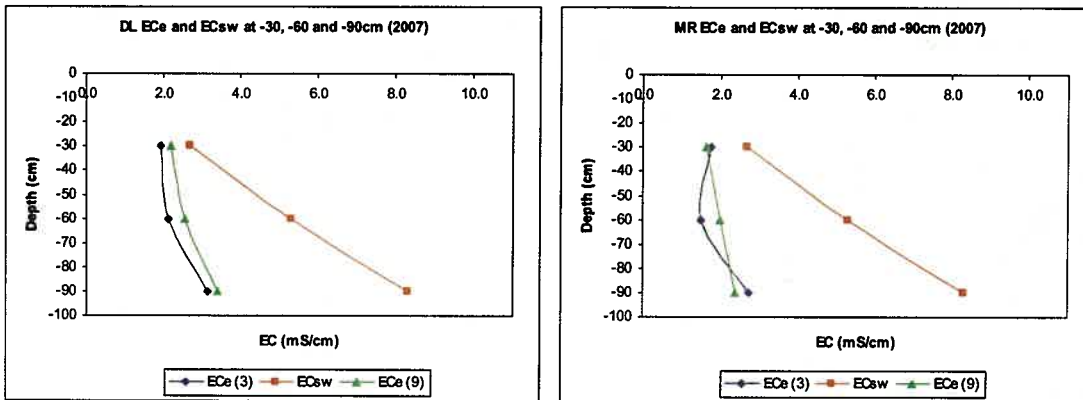 DL ECe and ECsw at -30, -60 and -90cm (2007)
0
0.0 2.0 4.0 6.0 8.0 10.0
-10
-20
-30
-40
-50
-60
-70
-80
-90
-100
Depth (cm)
EC (mS/cm)
ECe (3) ECsw ECe (9)
MR ECe and ECsw at -30, -60 and -90cm (2007)
0
0.0 2.0 4.0 6.0 8.0 10.0
-10
-20
-30
-40
-50
-60
-70
-80
-90
-100
Depth (cm)
EC (mS/cm)
ECe (3) ECsw ECe (9)